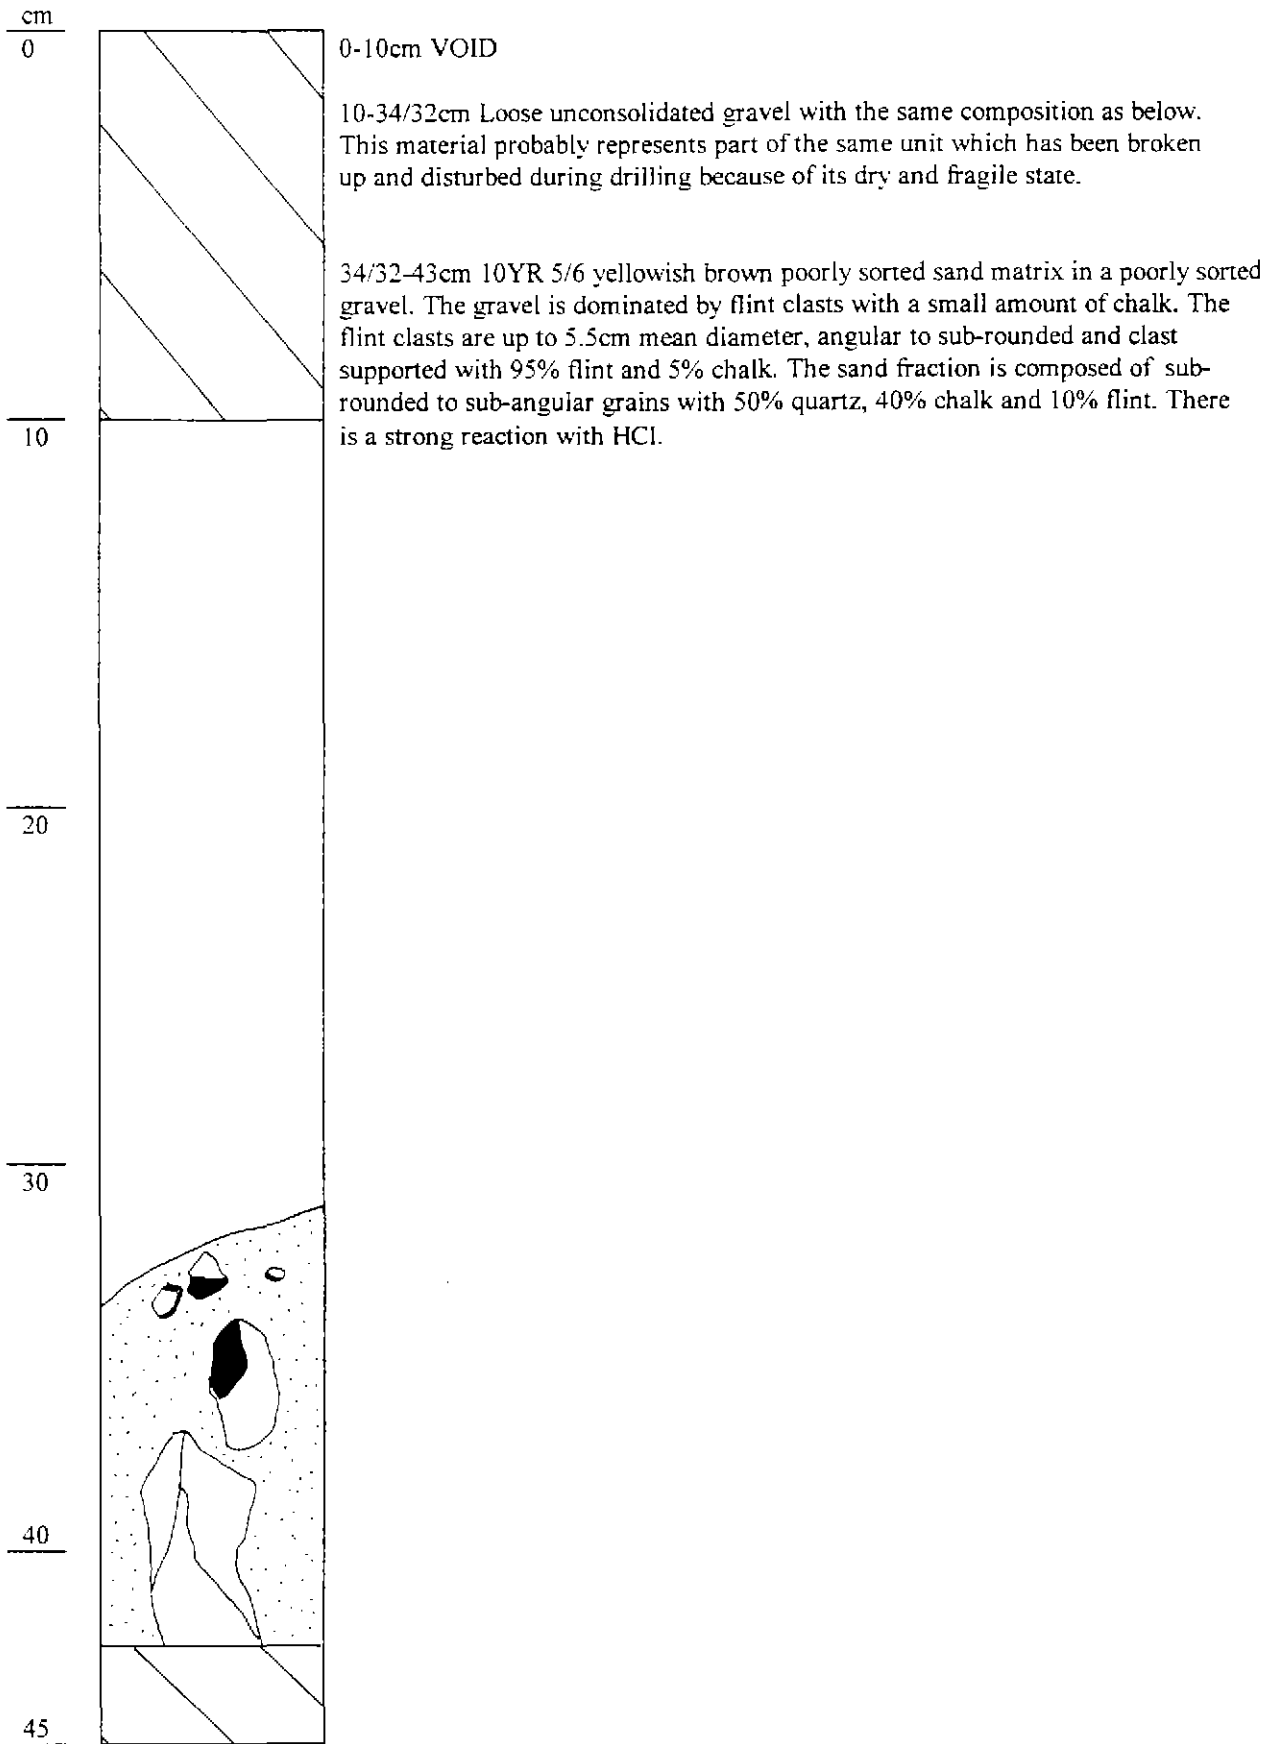 cm
0
0-10cm VOID
10-34/32cm Loose unconsolidated gravel with the same composition as below.
This material probably represents part of the same unit which has been broken
up and disturbed during drilling because of its dry and fragile state.
34/32-43cm 10YR 5/6 yellowish brown poorly sorted sand matrix in a poorly sorted
gravel. The gravel is dominated by flint clasts with a small amount of chalk. The
flint clasts are up to 5.5cm mean diameter, angular to sub-rounded and clast
supported with 95% flint and 5% chalk. The sand fraction is composed of sub-
rounded to sub-angular grains with 50% quartz, 40% chalk and 10% flint. There
is a strong reaction with HCl.
10
20
30
40
45